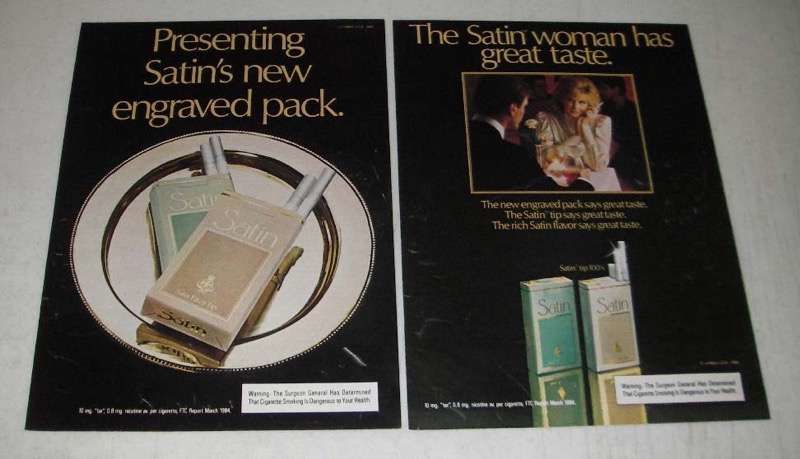 Presenting
Satin's new
engraved pack.
Satin
Satin
Satin
Warning: The Surgeon General Has Determined
That Cigarette Smoking Is Dangerous to Your Health.
10 mg. "tar", 0.8 mg. nicotine av. per cigarette, FTC Report March 1984.
The Satin woman has
great taste.
The new engraved pack says great taste.
The Satin tip says great taste.
The rich Satin flavor says great taste.
Satin tip 100's
Satin
Satin
Warning: The Surgeon General Has Determined
That Cigarette Smoking Is Dangerous to Your Health.
10 mg. "tar", 0.8 mg. nicotine av. per cigarette, FTC Report March 1984.